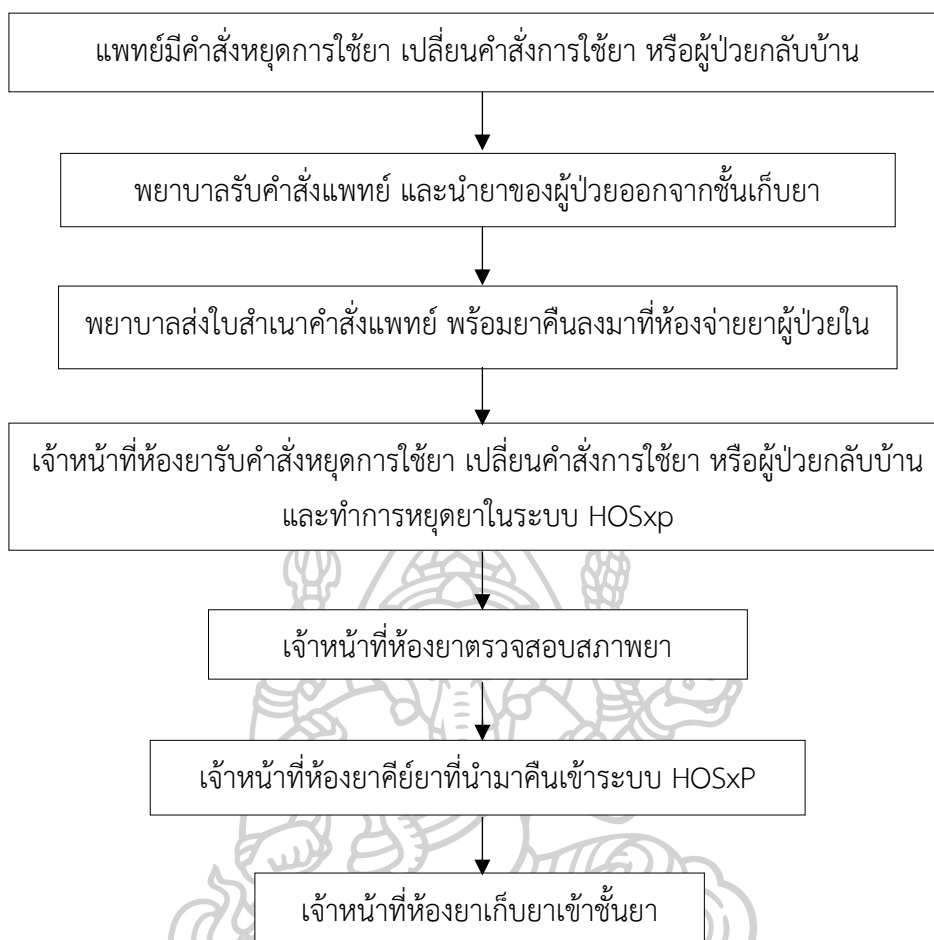 แพทย์มีคำสั่งหยุดการใช้ยา เปลี่ยนคำสั่งการใช้ยา หรือผู้ป่วยกลับบ้าน
พยาบาลรับคำสั่งแพทย์ และนำยาของผู้ป่วยออกจากชั้นเก็บยา
พยาบาลส่งใบสำเนาคำสั่งแพทย์ พร้อมยาคืนลงมาที่ห้องจ่ายยาผู้ป่วยใน
เจ้าหน้าที่ห้องยารับคำสั่งหยุดการใช้ยา เปลี่ยนคำสั่งการใช้ยา หรือผู้ป่วยกลับบ้าน
และทำการหยุดยาในระบบ HOSxp
เจ้าหน้าที่ห้องยาตรวจสอบสภาพยา
เจ้าหน้าที่ห้องยาคีย์ยาที่นำมาคืนเข้าระบบ HOSxP
เจ้าหน้าที่ห้องยาเก็บยาเข้าชั้นยา